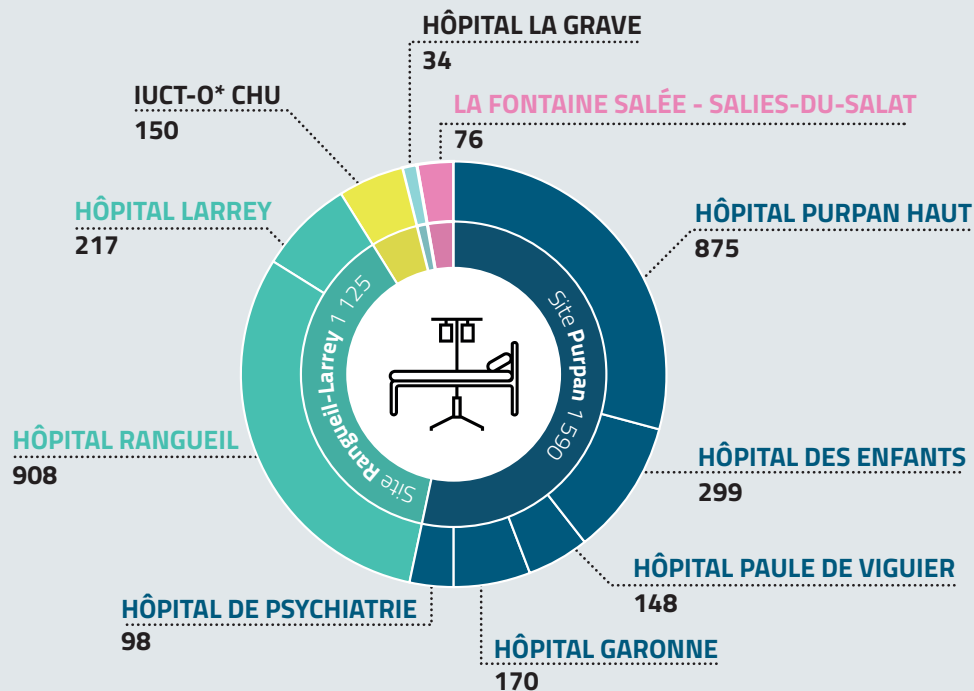 HÔPITAL LA GRAVE
34
IUCT-O* CHU
150
LA FONTAINE SALÉE - SALIES-DU-SALAT
76
HÔPITAL LARREY
217
HÔPITAL PURPAN HAUT
875
Site Rangueil-Larrey 1 125
Site Purpan 1 590
HÔPITAL RANGUEIL
908
HÔPITAL DES ENFANTS
299
HÔPITAL PAULE DE VIGUIER
148
HÔPITAL DE PSYCHIATRIE
98
HÔPITAL GARONNE
170